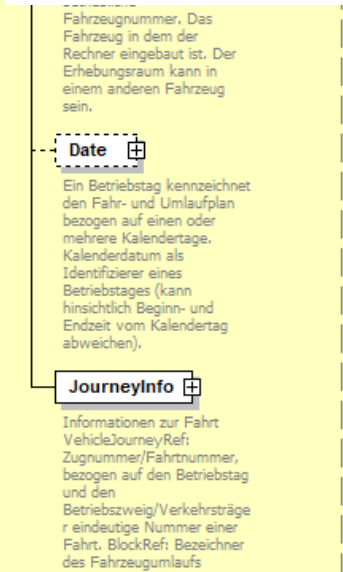 Fahrzeugnummer. Das
Fahrzeug in dem der
Rechner eingebaut ist. Der
Erhebungsraum kann in
einem anderen Fahrzeug
sein.
Date
Ein Betriebstag kennzeichnet
den Fahr- und Umlaufplan
bezogen auf einen oder
mehrere Kalendertage.
Kalenderdatum als
Identifizierer eines
Betriebstages (kann
hinsichtlich Beginn- und
Endzeit vom Kalendertag
abweichen).
JourneyInfo
Informationen zur Fahrt
VehicleJourneyRef:
Zugnummer/Fahrtnummer,
bezogen auf den Betriebstag
und den
Betriebszweig/Verkehrsträge
r eindeutige Nummer einer
Fahrt. BlockRef: Bezeichner
des Fahrzeugumlaufs